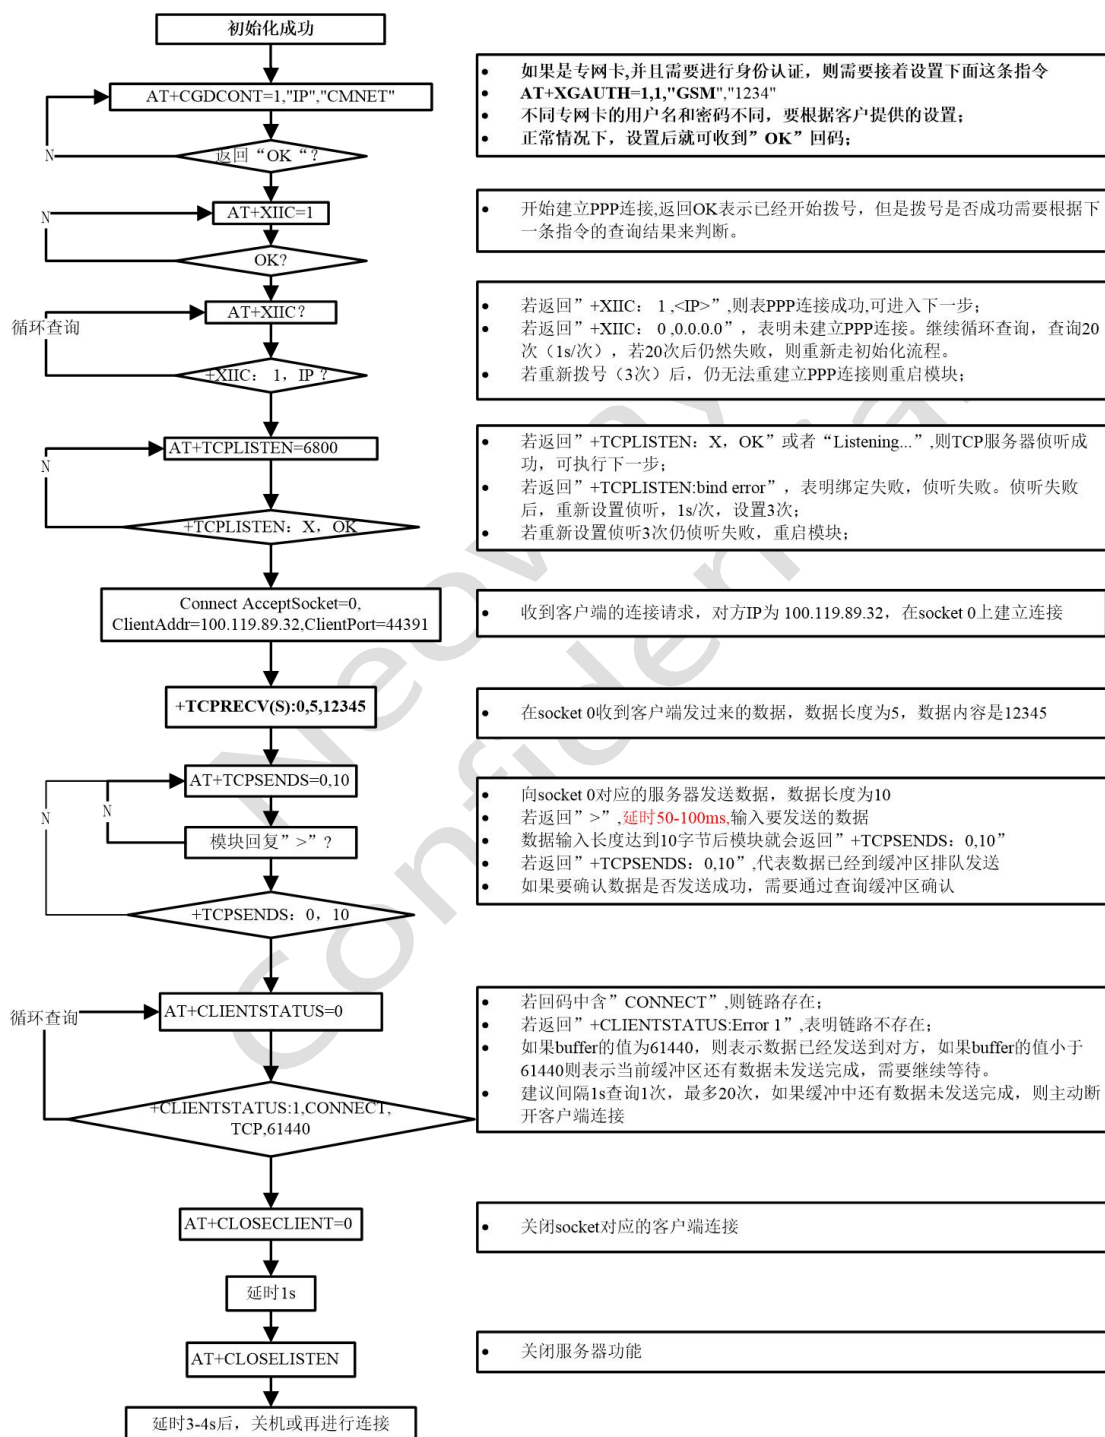 初始化成功
AT+CGDCONT=1,"IP","CMNET"
N
返回“OK“？
• 如果是专网卡,并且需要进行身份认证，则需要接着设置下面这条指令
• AT+XGAUTH=1,1,"GSM","1234"
• 不同专网卡的用户名和密码不同，要根据客户提供的设置；
• 正常情况下，设置后就可收到”OK”回码；
AT+XIIC=1
N
OK?
• 开始建立PPP连接,返回OK表示已经开始拨号，但是拨号是否成功需要根据下
一条指令的查询结果来判断。
AT+XIIC？
循环查询
+XIIC：1，IP？
• 若返回”+XIIC：1 ,<IP>”,则表PPP连接成功,可进入下一步；
• 若返回”+XIIC：0 ,0.0.0.0”，表明未建立PPP连接。继续循环查询，查询20
次（1s/次），若20次后仍然失败，则重新走初始化流程。
• 若重新拨号（3次）后，仍无法重建立PPP连接则重启模块；
AT+TCPLISTEN=6800
N
+TCPLISTEN：X，OK
• 若返回”+TCPLISTEN：X，OK”或者“Listening...”,则TCP服务器侦听成
功，可执行下一步；
• 若返回”+TCPLISTEN:bind error”，表明绑定失败，侦听失败。侦听失败
后，重新设置侦听，1s/次，设置3次；
• 若重新设置侦听3次仍侦听失败，重启模块；
Connect AcceptSocket=0,
ClientAddr=100.119.89.32,ClientPort=44391
• 收到客户端的连接请求，对方IP为 100.119.89.32，在socket 0上建立连接
+TCPRECV(S):0,5,12345
• 在socket 0收到客户端发过来的数据，数据长度为5，数据内容是12345
AT+TCPSENDS=0,10
N
N
模块回复”>”？
+TCPSENDS：0，10
• 向socket 0对应的服务器发送数据，数据长度为10
• 若返回”>”,延时50-100ms,输入要发送的数据
• 数据输入长度达到10字节后模块就会返回”+TCPSENDS：0,10”
• 若返回”+TCPSENDS：0,10”,代表数据已经到缓冲区排队发送
• 如果要确认数据是否发送成功，需要通过查询缓冲区确认
AT+CLIENTSTATUS=0
循环查询
+CLIENTSTATUS:1,CONNECT,
TCP,61440
• 若回码中含”CONNECT”,则链路存在；
• 若返回”+CLIENTSTATUS:Error 1”,表明链路不存在；
• 如果buffer的值为61440，则表示数据已经发送到对方，如果buffer的值小于
61440则表示当前缓冲区还有数据未发送完成，需要继续等待。
• 建议间隔1s查询1次，最多20次，如果缓冲中还有数据未发送完成，则主动断
开客户端连接
AT+CLOSECLIENT=0
• 关闭socket对应的客户端连接
延时1s
AT+CLOSELISTEN
• 关闭服务器功能
延时3-4s后，关机或再进行连接
Neoway
Confidential